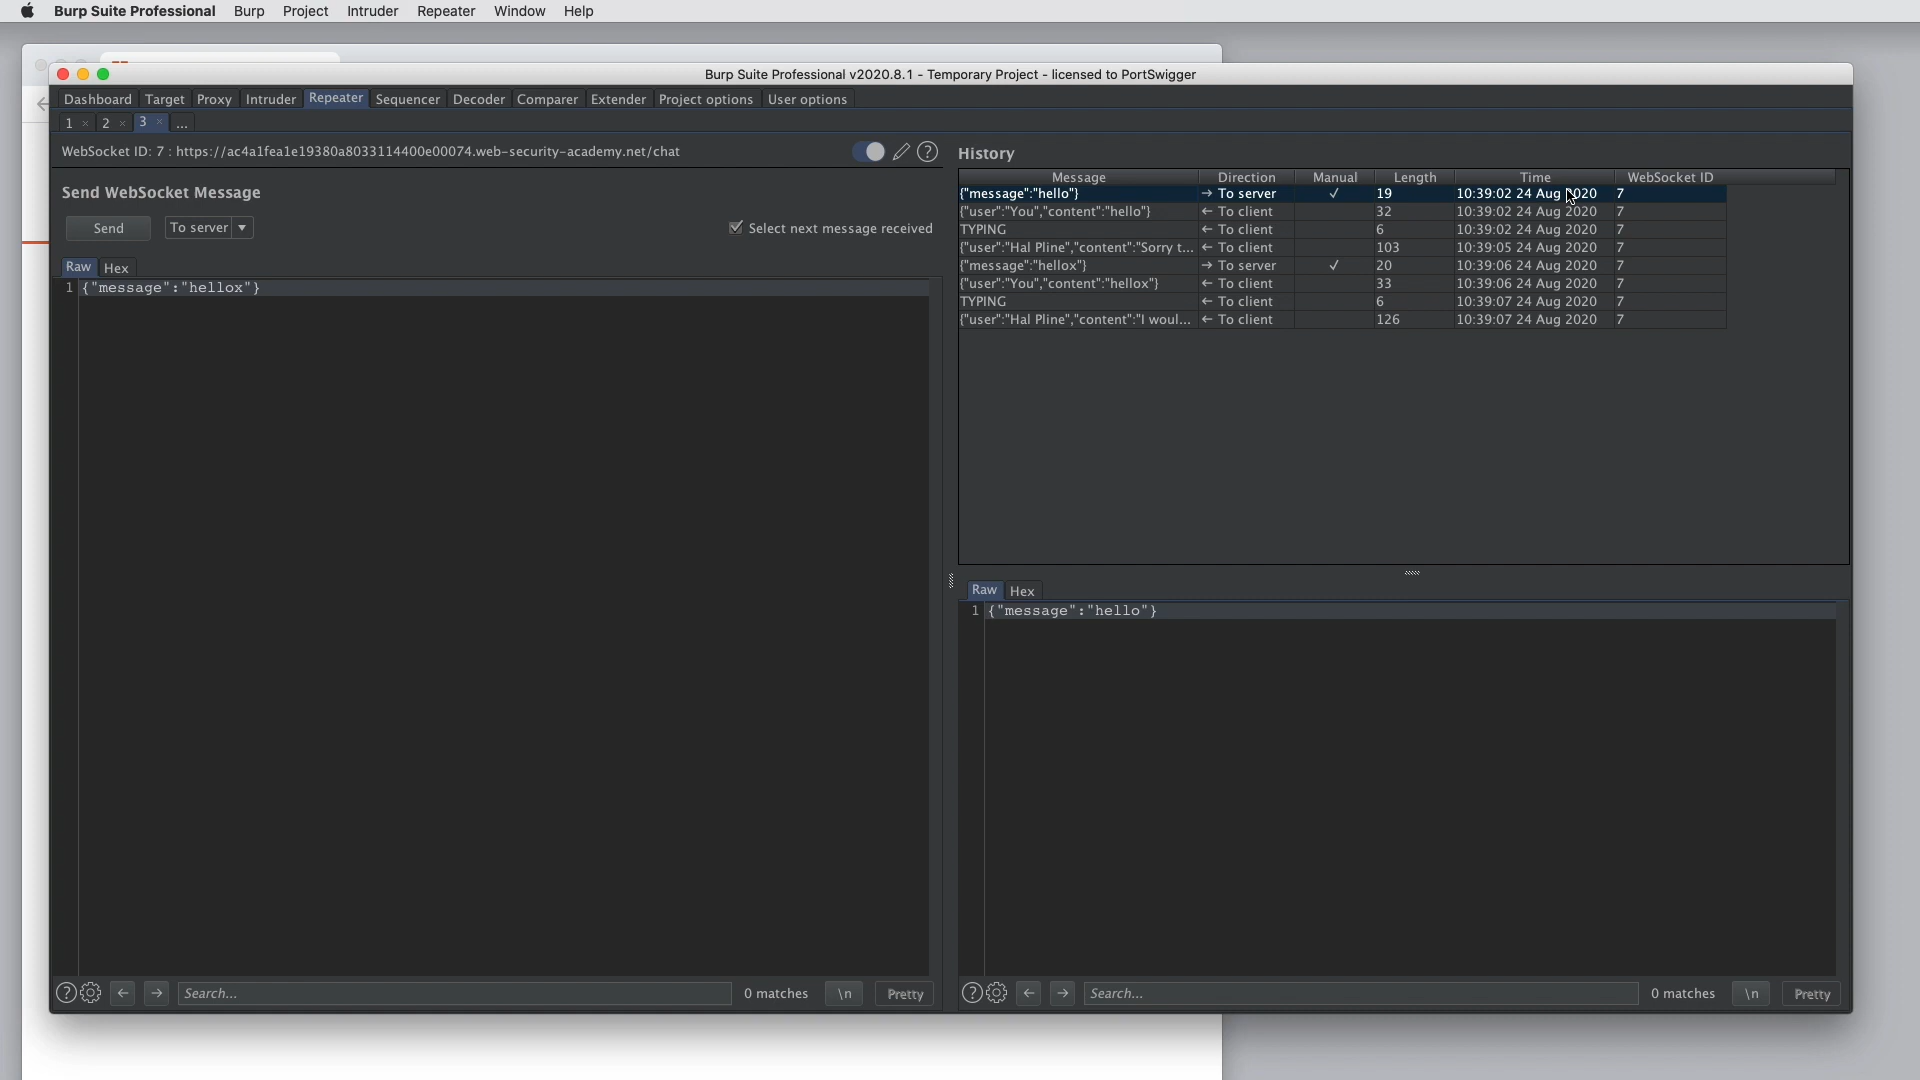 Burp Suite Professional Burp Project Intruder Repeater Window Help
Burp Suite Professional v2020.8.1 - Temporary Project - licensed to PortSwigger
Dashboard Target Proxy Intruder Repeater Sequencer Decoder Comparer Extender Project options User options
1 × 2 × 3 × ...
WebSocket ID: 7 : https://ac4a1fea1e19380a8033114400e00074.web-security-academy.net/chat
Send WebSocket Message
Send To server Select next message received
Raw Hex
1 {"message":"hellox"}
Search... 0 matches \n Pretty
History
Message Direction Manual Length Time WebSocket ID
{"message":"hello"} → To server ✓ 19 10:39:02 24 Aug 2020 7
{"user":"You","content":"hello"} ← To client 32 10:39:02 24 Aug 2020 7
TYPING ← To client 6 10:39:02 24 Aug 2020 7
{"user":"Hal Pline","content":"Sorry t... ← To client 103 10:39:05 24 Aug 2020 7
{"message":"hellox"} → To server ✓ 20 10:39:06 24 Aug 2020 7
{"user":"You","content":"hellox"} ← To client 33 10:39:06 24 Aug 2020 7
TYPING ← To client 6 10:39:07 24 Aug 2020 7
{"user":"Hal Pline","content":"I woul... ← To client 126 10:39:07 24 Aug 2020 7
Raw Hex
1 {"message":"hello"}
Search... 0 matches \n Pretty